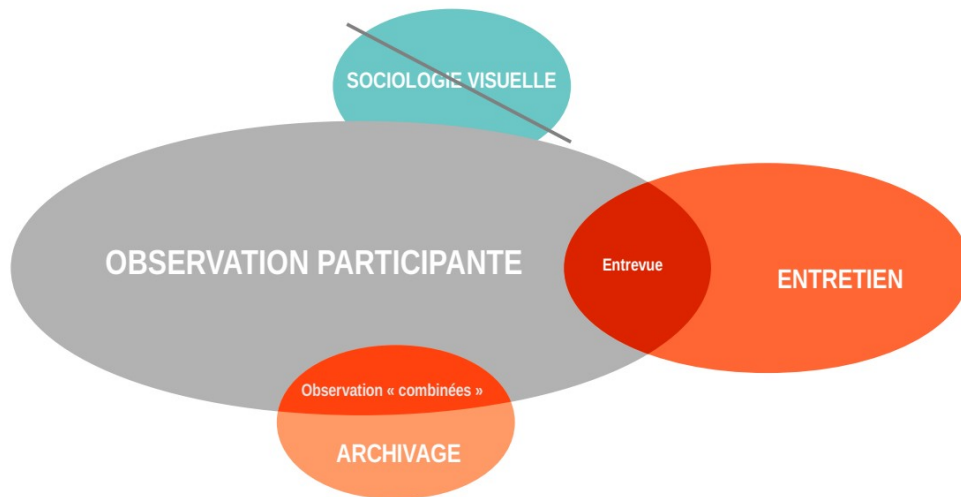 SOCIOLOGIE VISUELLE
OBSERVATION PARTICIPANTE
Entrevue
ENTRETIEN
Observation « combinées »
ARCHIVAGE